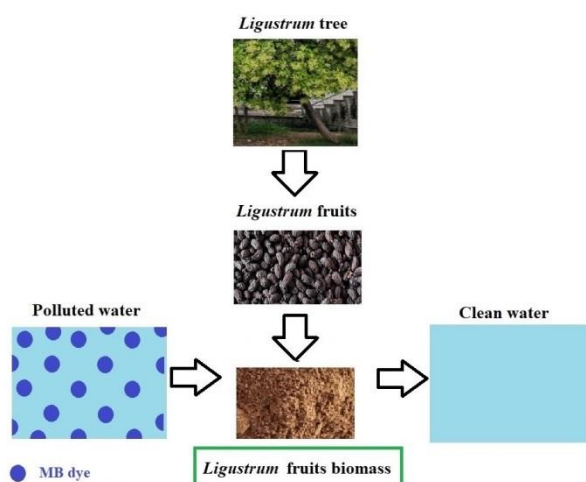 Ligustrum tree
Ligustrum fruits
Polluted water
Clean water
MB dye
Ligustrum fruits biomass